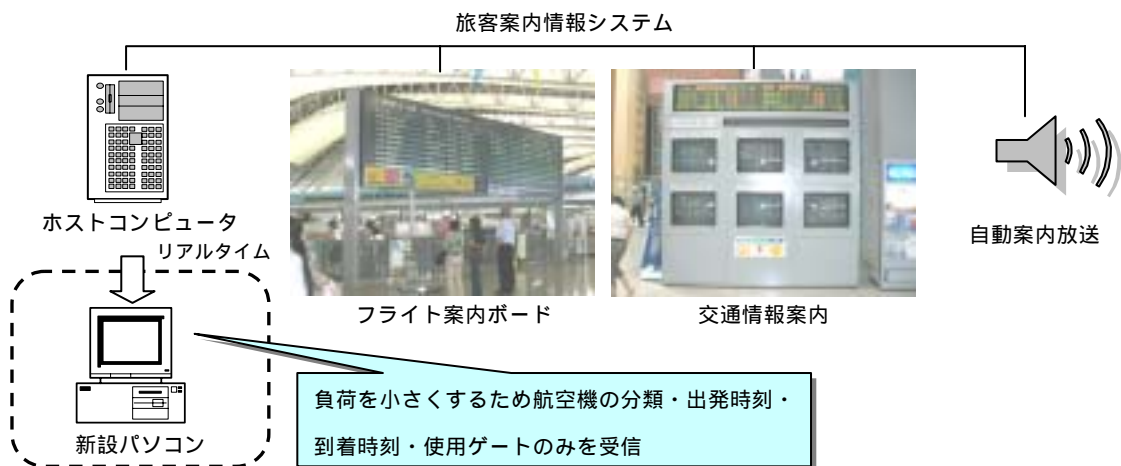 旅客案内情報システム
ホストコンピュータ
リアルタイム
フライト案内ボード
交通情報案内
自動案内放送
新設パソコン
負荷を小さくするため航空機の分類・出発時刻・
到着時刻・使用ゲートのみを受信